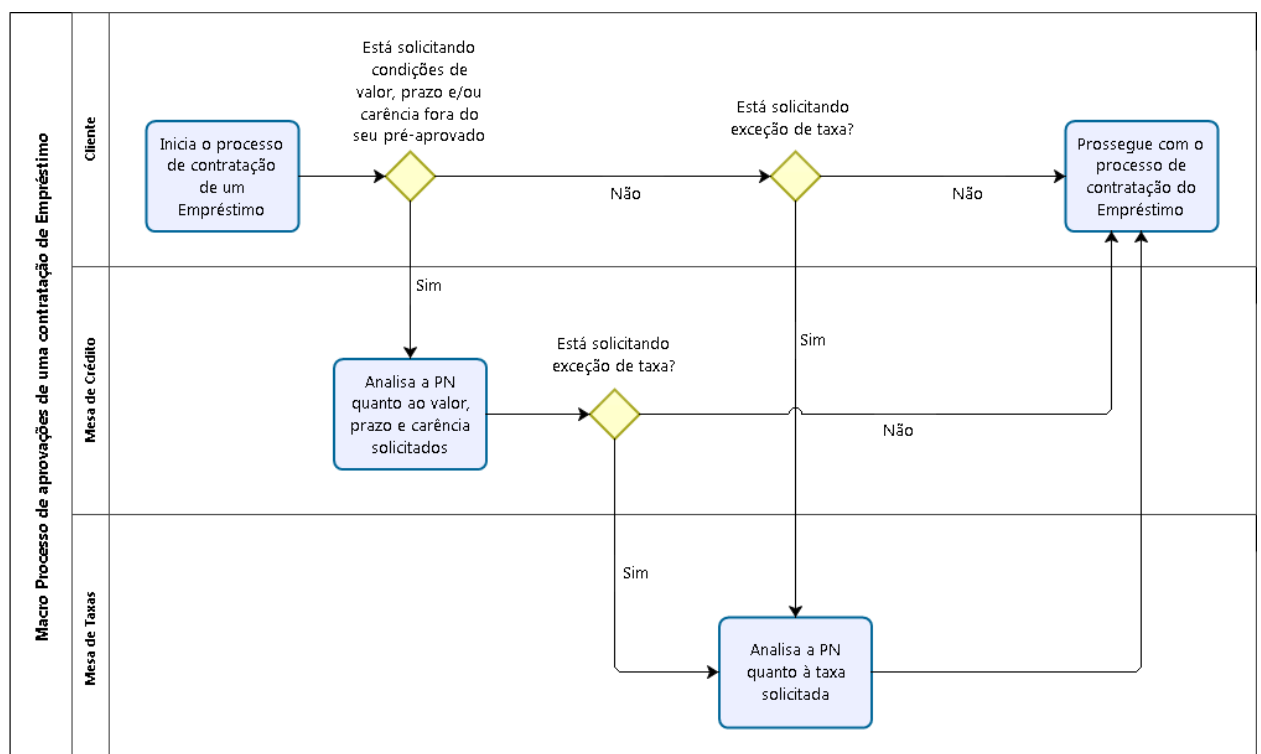 Macro Processo de aprovações de uma contratação de Empréstimo
Cliente
Inicia o processo
de contratação
de um
Empréstimo
Está solicitando
condições de
valor, prazo e/ou
carência fora do
seu pré-aprovado
Não
Sim
Está solicitando
exceção de taxa?
Não
Sim
Prossegue com o
processo de
contratação do
Empréstimo
Mesa de Crédito
Analisa a PN
quanto ao valor,
prazo e carência
solicitados
Está solicitando
exceção de taxa?
Não
Sim
Mesa de Taxas
Analisa a PN
quanto à taxa
solicitada